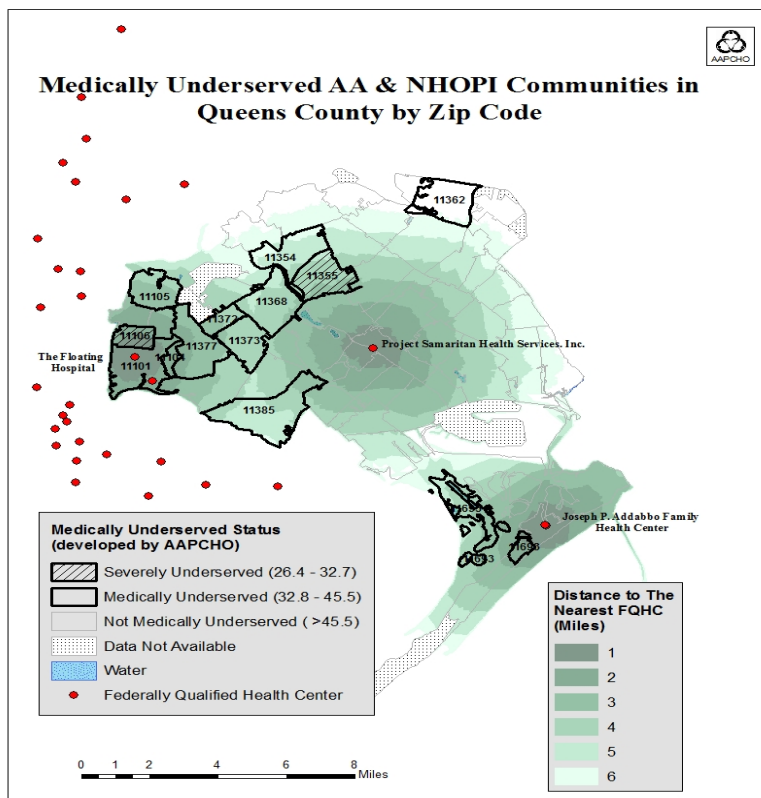 AAPCHO
Medically Underserved AA & NHOPI Communities in
Queens County by Zip Code
11362
11354
11355
11105
11368
11372
11106
11373
11377
Project Samaritan Health Services. Inc.
The Floating
Hospital
11101
11385
Joseph P. Addabbo Family
Health Center
11693
Medically Underserved Status
(developed by AAPCHO)
Severely Underserved (26.4 - 32.7)
Medically Underserved (32.8 - 45.5)
Not Medically Underserved ( >45.5)
Data Not Available
Water
Federally Qualified Health Center
Distance to The
Nearest FQHC
(Miles)
1
2
3
4
5
6
0 1 2 4 6 8
Miles